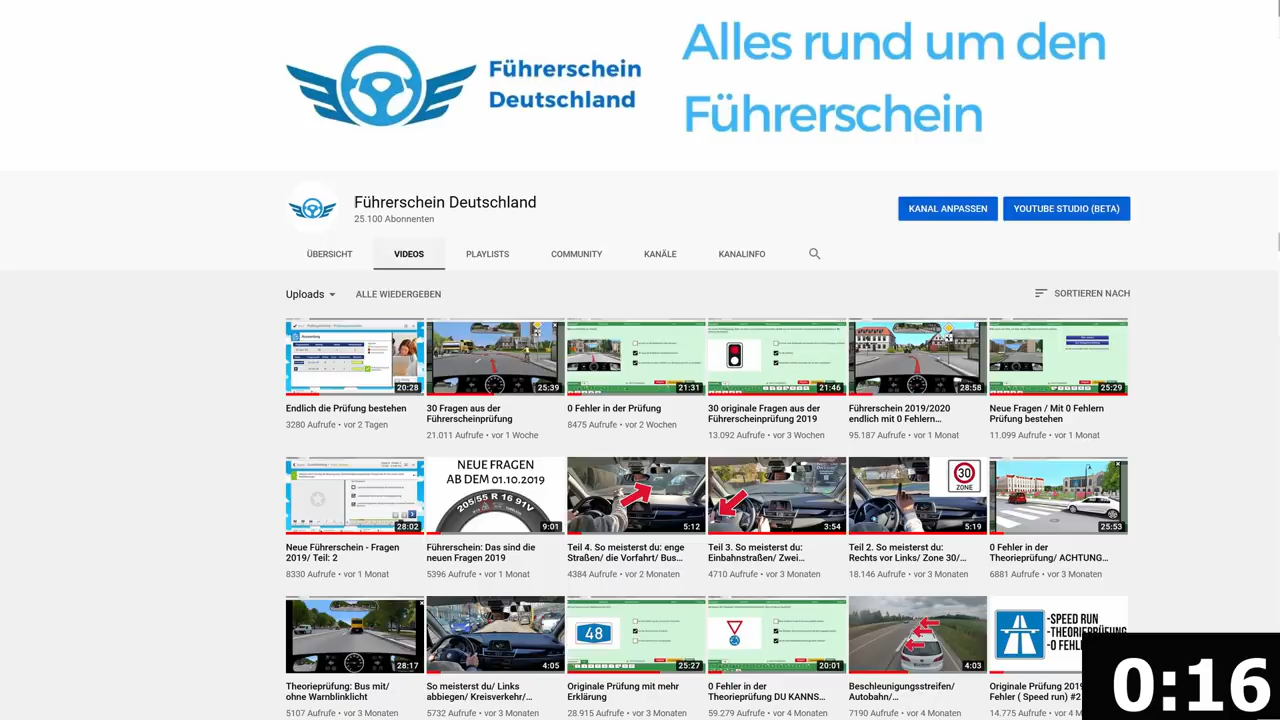 Führerschein
Deutschland
Alles rund um den
Führerschein
Führerschein Deutschland
25.100 Abonnenten
KANAL ANPASSEN
YOUTUBE STUDIO (BETA)
ÜBERSICHT
VIDEOS
PLAYLISTS
COMMUNITY
KANÄLE
KANALINFO
Uploads
ALLE WIEDERGEBEN
SORTIEREN NACH
20:28
25:39
21:31
21:46
28:58
25:29
Endlich die Prüfung bestehen
3280 Aufrufe • vor 2 Tagen
30 Fragen aus der
Führerscheinprüfung
21.011 Aufrufe • vor 1 Woche
0 Fehler in der Prüfung
8475 Aufrufe • vor 2 Wochen
30 originale Fragen aus der
Führerscheinprüfung 2019
13.092 Aufrufe • vor 3 Wochen
Führerschein 2019/2020
endlich mit 0 Fehlern...
95.187 Aufrufe • vor 1 Monat
Neue Fragen / Mit 0 Fehlern
Prüfung bestehen
11.099 Aufrufe • vor 1 Monat
28:02
NEUE FRAGEN
AB DEM 01.10.2019
205/55 R 16 91V
9:01
5:12
3:54
30
ZONE
5:19
25:53
Neue Führerschein - Fragen
2019/ Teil: 2
8330 Aufrufe • vor 1 Monat
Führerschein: Das sind die
neuen Fragen 2019
5396 Aufrufe • vor 1 Monat
Teil 4. So meisterst du: enge
Straßen/ die Vorfahrt/ Bus...
4384 Aufrufe • vor 2 Monaten
Teil 3. So meisterst du:
Einbahnstraßen/ Zwei...
4710 Aufrufe • vor 3 Monaten
Teil 2. So meisterst du:
Rechts vor Links/ Zone 30/...
18.146 Aufrufe • vor 3 Monaten
0 Fehler in der
Theorieprüfung/ ACHTUNG...
6881 Aufrufe • vor 3 Monaten
28:17
4:05
48
25:27
20:01
4:03
-SPEED RUN
-THEORIEPRÜFUNG
-0 FEHLE
Theorieprüfung: Bus mit/
ohne Warnblinklicht
5107 Aufrufe • vor 3 Monaten
So meisterst du/ Links
abbiegen/ Kreisverkehr/...
5732 Aufrufe • vor 3 Monaten
Originale Prüfung mit mehr
Erklärung
28.915 Aufrufe • vor 3 Monaten
0 Fehler in der
Theorieprüfung DU KANNS...
59.279 Aufrufe • vor 4 Monaten
Beschleunigungsstreifen/
Autobahn/...
7190 Aufrufe • vor 4 Monaten
Originale Prüfung 201
Fehler ( Speed run) #2
14.775 Aufrufe • vor 4 M
0:16